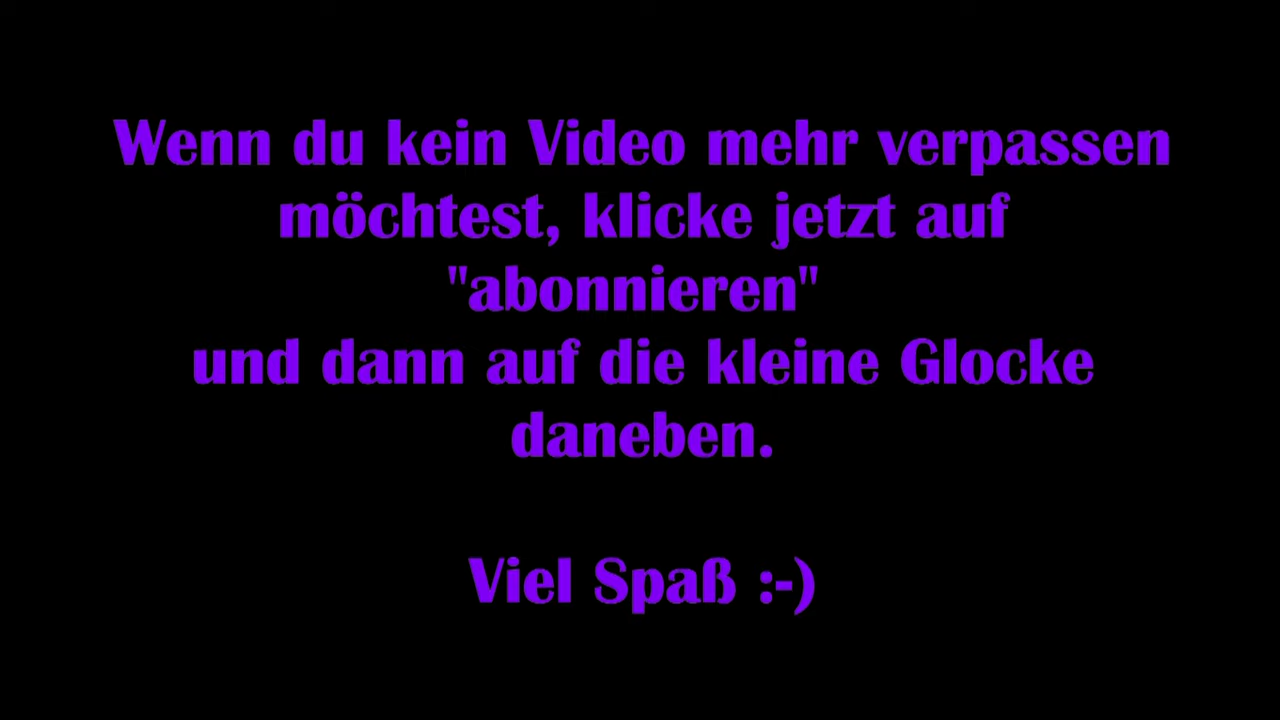 Wenn du kein Video mehr verpassen
möchtest, klicke jetzt auf
"abonnieren"
und dann auf die kleine Glocke
daneben.
Viel Spaß :-)